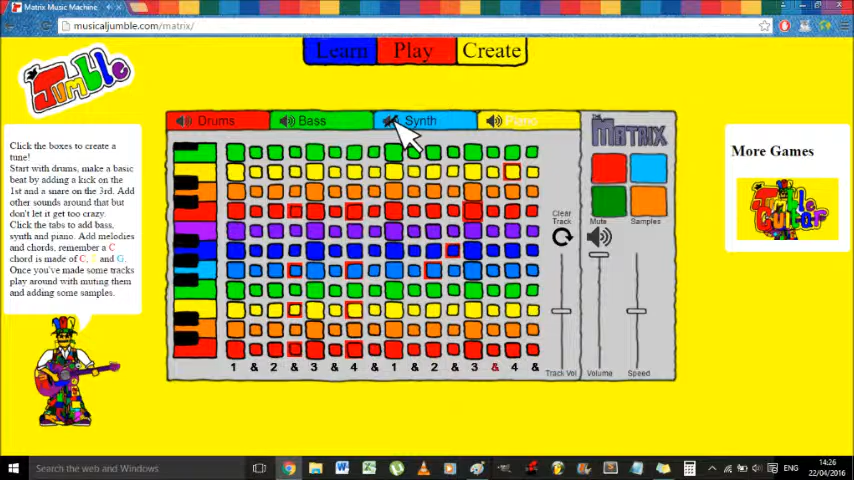 Matrix Music Machine
musicaljumble.com/matrix/
Learn Play Create
Jumble
Drums Bass Synth Piano
MATRIX
Click the boxes to create a
tune!
Start with drums, make a basic
beat by adding a kick on the
1st and a snare on the 3rd. Add
other sounds around that but
don't let it get too crazy.
Click the tabs to add bass,
synth and piano. Add melodies
and chords, remember a C
chord is made of C, E and G.
Once you've made some tracks
play around with muting them
and adding some samples.
More Games
Jumble
Guitar
Clear
Track
Mute Samples
1 & 2 & 3 & 4 & 1 & 2 & 3 & 4 &
Track Vol Volume Speed
Search the web and Windows
ENG
14:26
22/04/2016